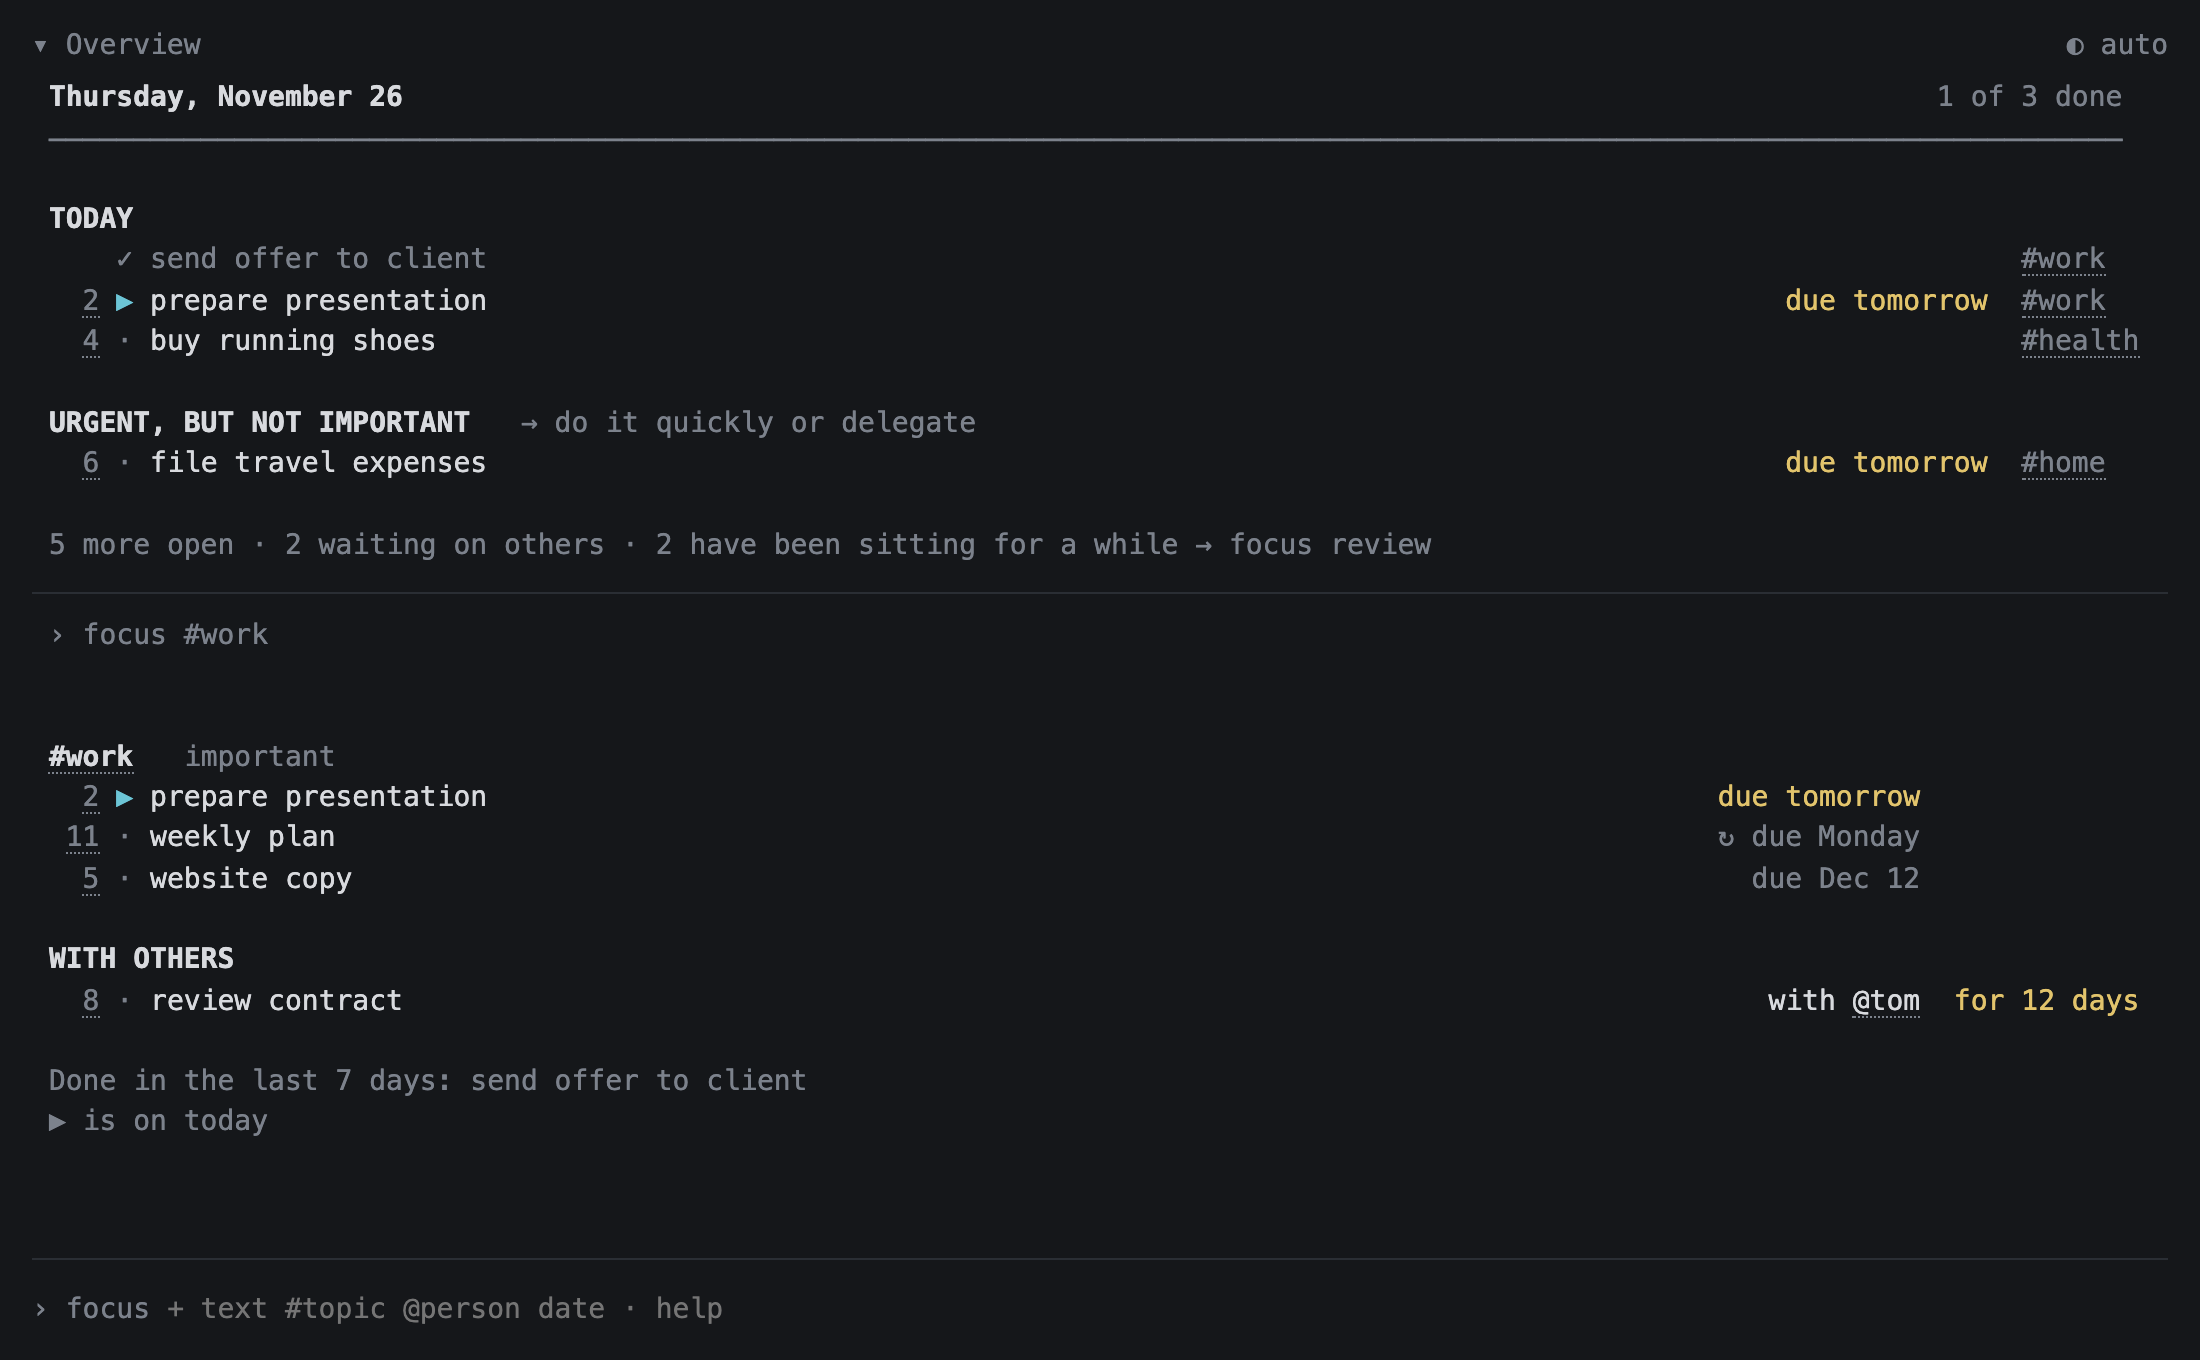 ▾ Overview ◐ auto
Thursday, November 26 1 of 3 done
TODAY
✓ send offer to client #work
2 ▶ prepare presentation due tomorrow #work
4 · buy running shoes #health
URGENT, BUT NOT IMPORTANT → do it quickly or delegate
6 · file travel expenses due tomorrow #home
5 more open · 2 waiting on others · 2 have been sitting for a while → focus review
› focus #work
#work important
2 ▶ prepare presentation due tomorrow
11 · weekly plan ↻ due Monday
5 · website copy due Dec 12
WITH OTHERS
8 · review contract with @tom for 12 days
Done in the last 7 days: send offer to client
▶ is on today
› focus + text #topic @person date · help